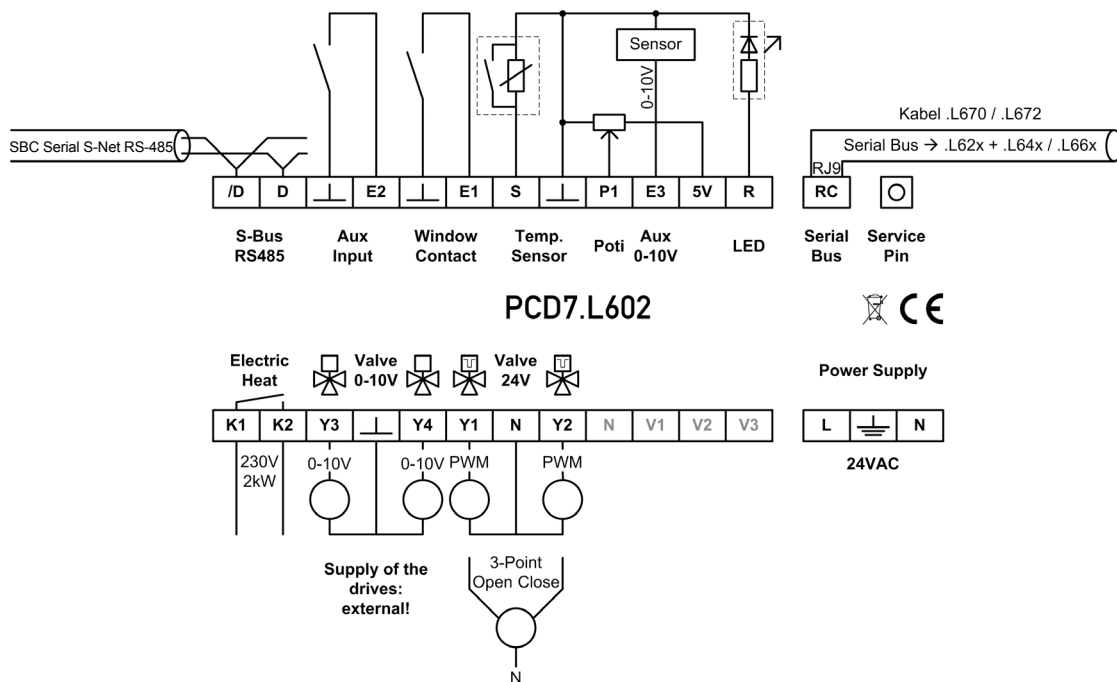 Sensor
0-10V
Kabel .L670 / .L672
SBC Serial S-Net RS-485
Serial Bus → .L62x + .L64x / .L66x
RJ9
/D D E2 E1 S P1 E3 5V R RC
S-Bus RS485
Aux Input
Window Contact
Temp. Sensor
Poti
Aux 0-10V
LED
Serial Bus
Service Pin
PCD7.L602
CE
Electric Heat
Valve 0-10V
Valve 24V
Power Supply
K1 K2 Y3 Y4 Y1 N Y2 N V1 V2 V3 L N
230V 2kW
0-10V
0-10V
PWM
PWM
24VAC
Supply of the
drives:
external!
3-Point
Open Close
N